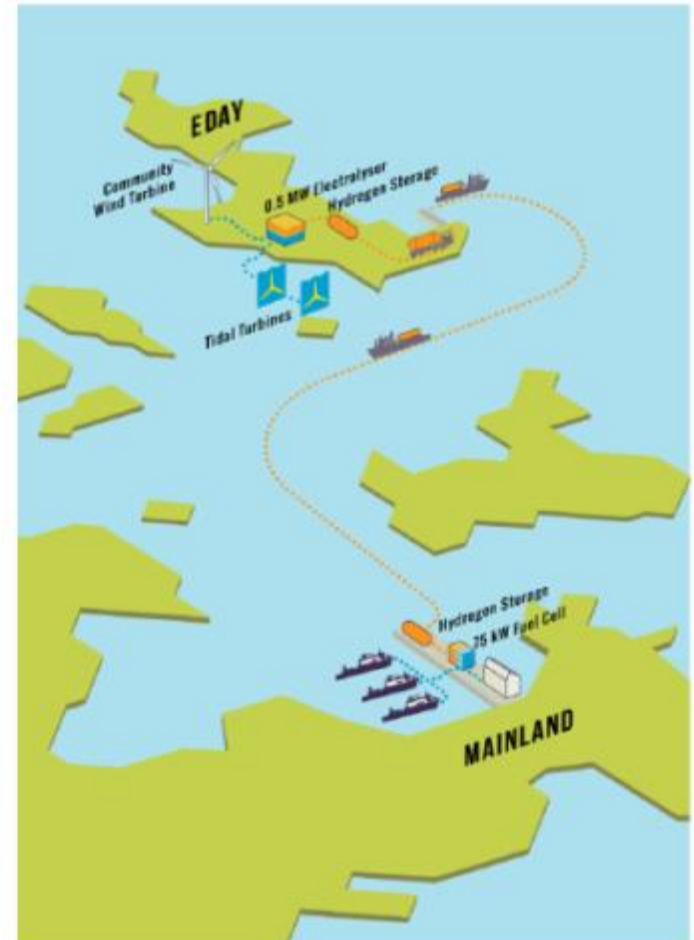 EDAY
Community
Wind Turbine
0.5 MW Electrolyser
Hydrogen Storage
Tidal Turbines
Hydrogen Storage
75 kW Fuel Cell
MAINLAND